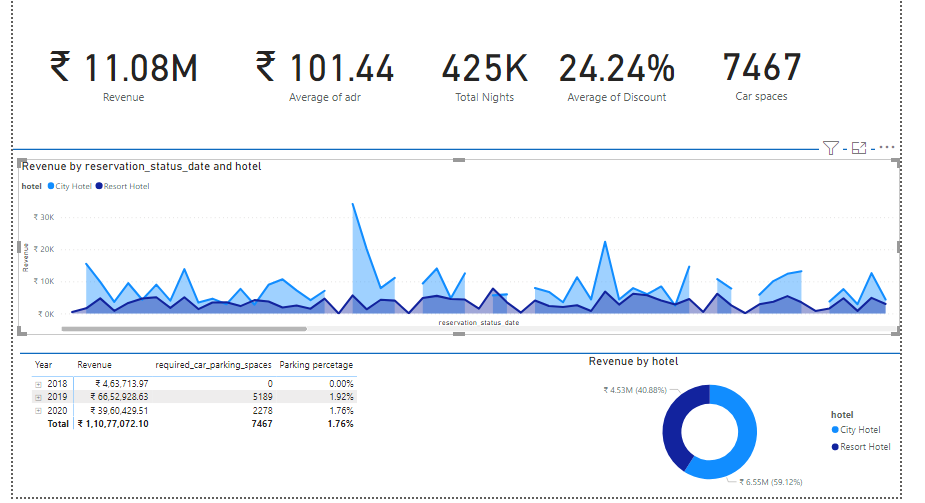 ₹ 11.08M
Revenue
₹ 101.44
Average of adr
425K
Total Nights
24.24%
Average of Discount
7467
Car spaces
Revenue by reservation_status_date and hotel
hotel City Hotel Resort Hotel
Revenue
₹ 30K
₹ 20K
₹ 10K
₹ 0K
reservation_status_date
Year Revenue required_car_parking_spaces Parking percetage
2018 ₹ 4,63,713.97 0 0.00%
2019 ₹ 66,52,928.63 5189 1.92%
2020 ₹ 39,60,429.51 2278 1.76%
Total ₹ 1,10,77,072.10 7467 1.76%
Revenue by hotel
₹ 4.53M (40.88%)
₹ 6.55M (59.12%)
hotel
City Hotel
Resort Hotel